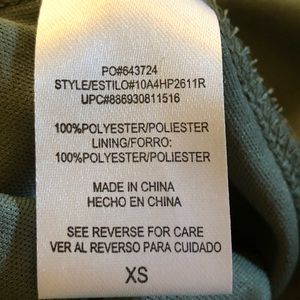 PO#643724
STYLE/ESTILO#10A4HP2611R
UPC#886930811516
100%POLYESTER/POLIESTER
LINING/FORRO:
100%POLYESTER/POLIESTER
MADE IN CHINA
HECHO EN CHINA
SEE REVERSE FOR CARE
VER AL REVERSO PARA CUIDADO
XS